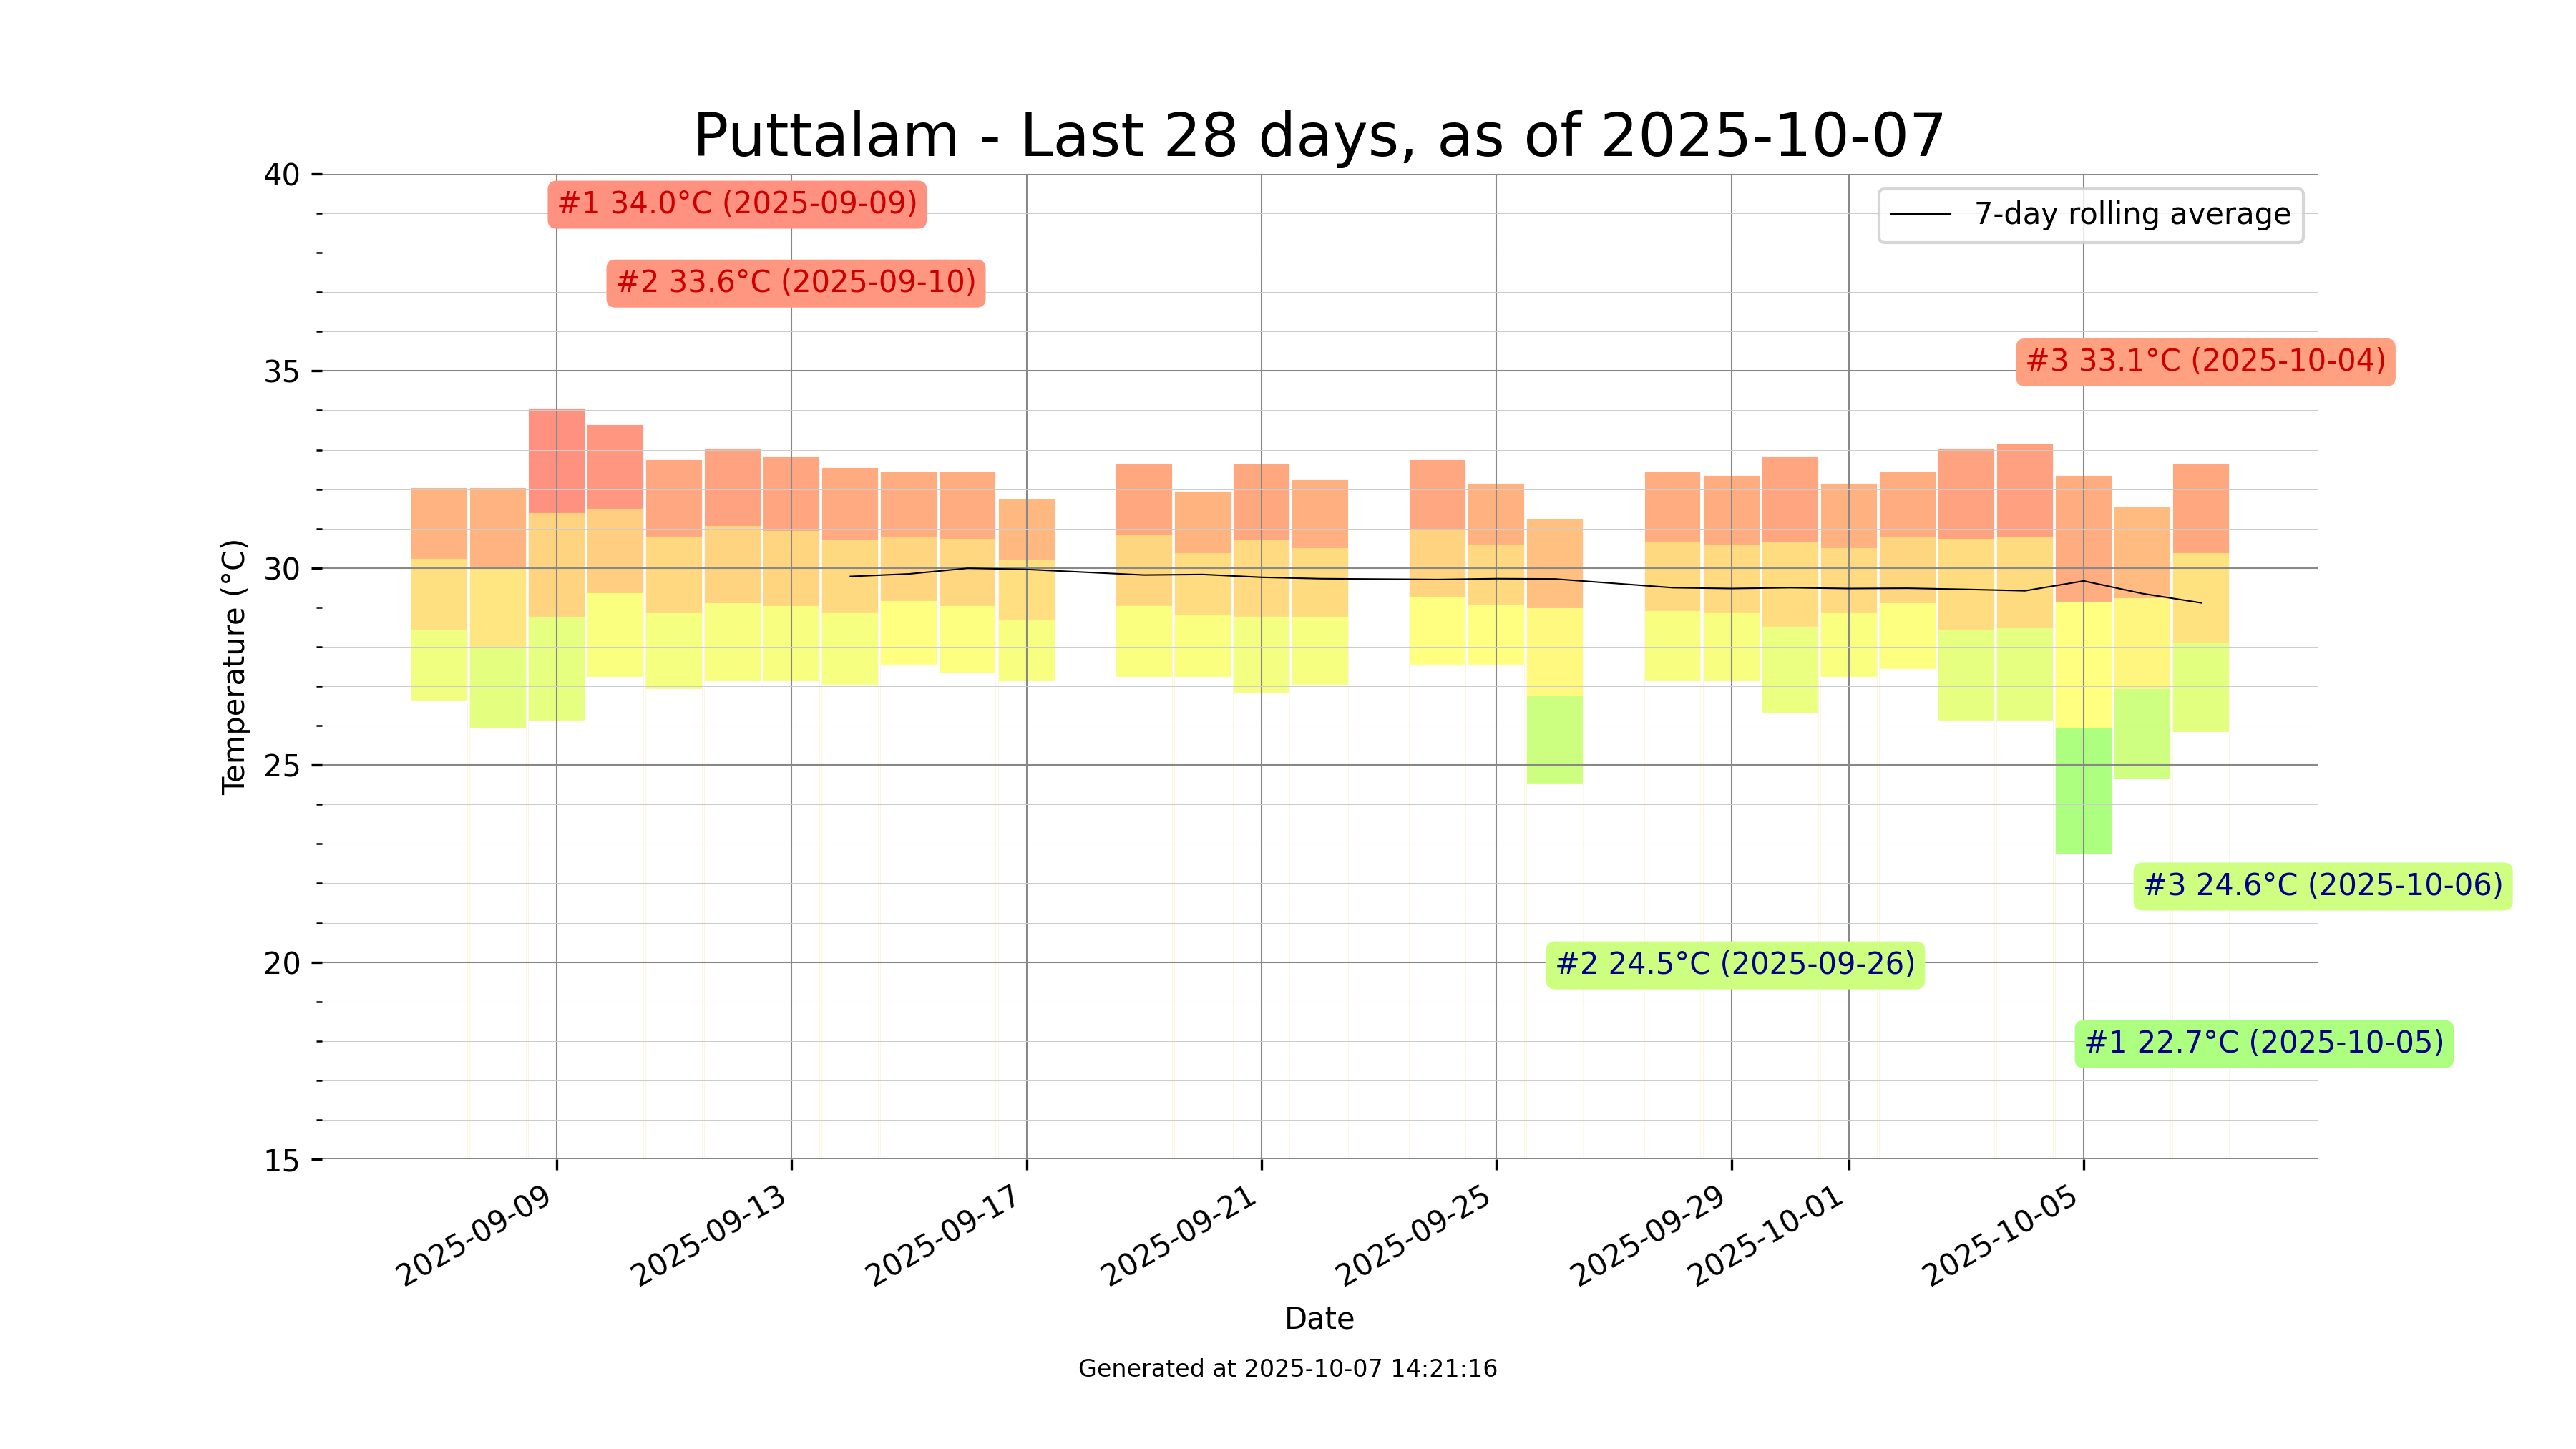 Puttalam - Last 28 days, as of 2025-10-07
40
#1 34.0°C (2025-09-09)
7-day rolling average
#2 33.6°C (2025-09-10)
#3 33.1°C (2025-10-04)
35
30
Temperature (°C)
25
#3 24.6°C (2025-10-06)
20
#2 24.5°C (2025-09-26)
#1 22.7°C (2025-10-05)
15
2025-09-09
2025-09-13
2025-09-17
2025-09-21
2025-09-25
2025-09-29
2025-10-01
2025-10-05
Date
Generated at 2025-10-07 14:21:16